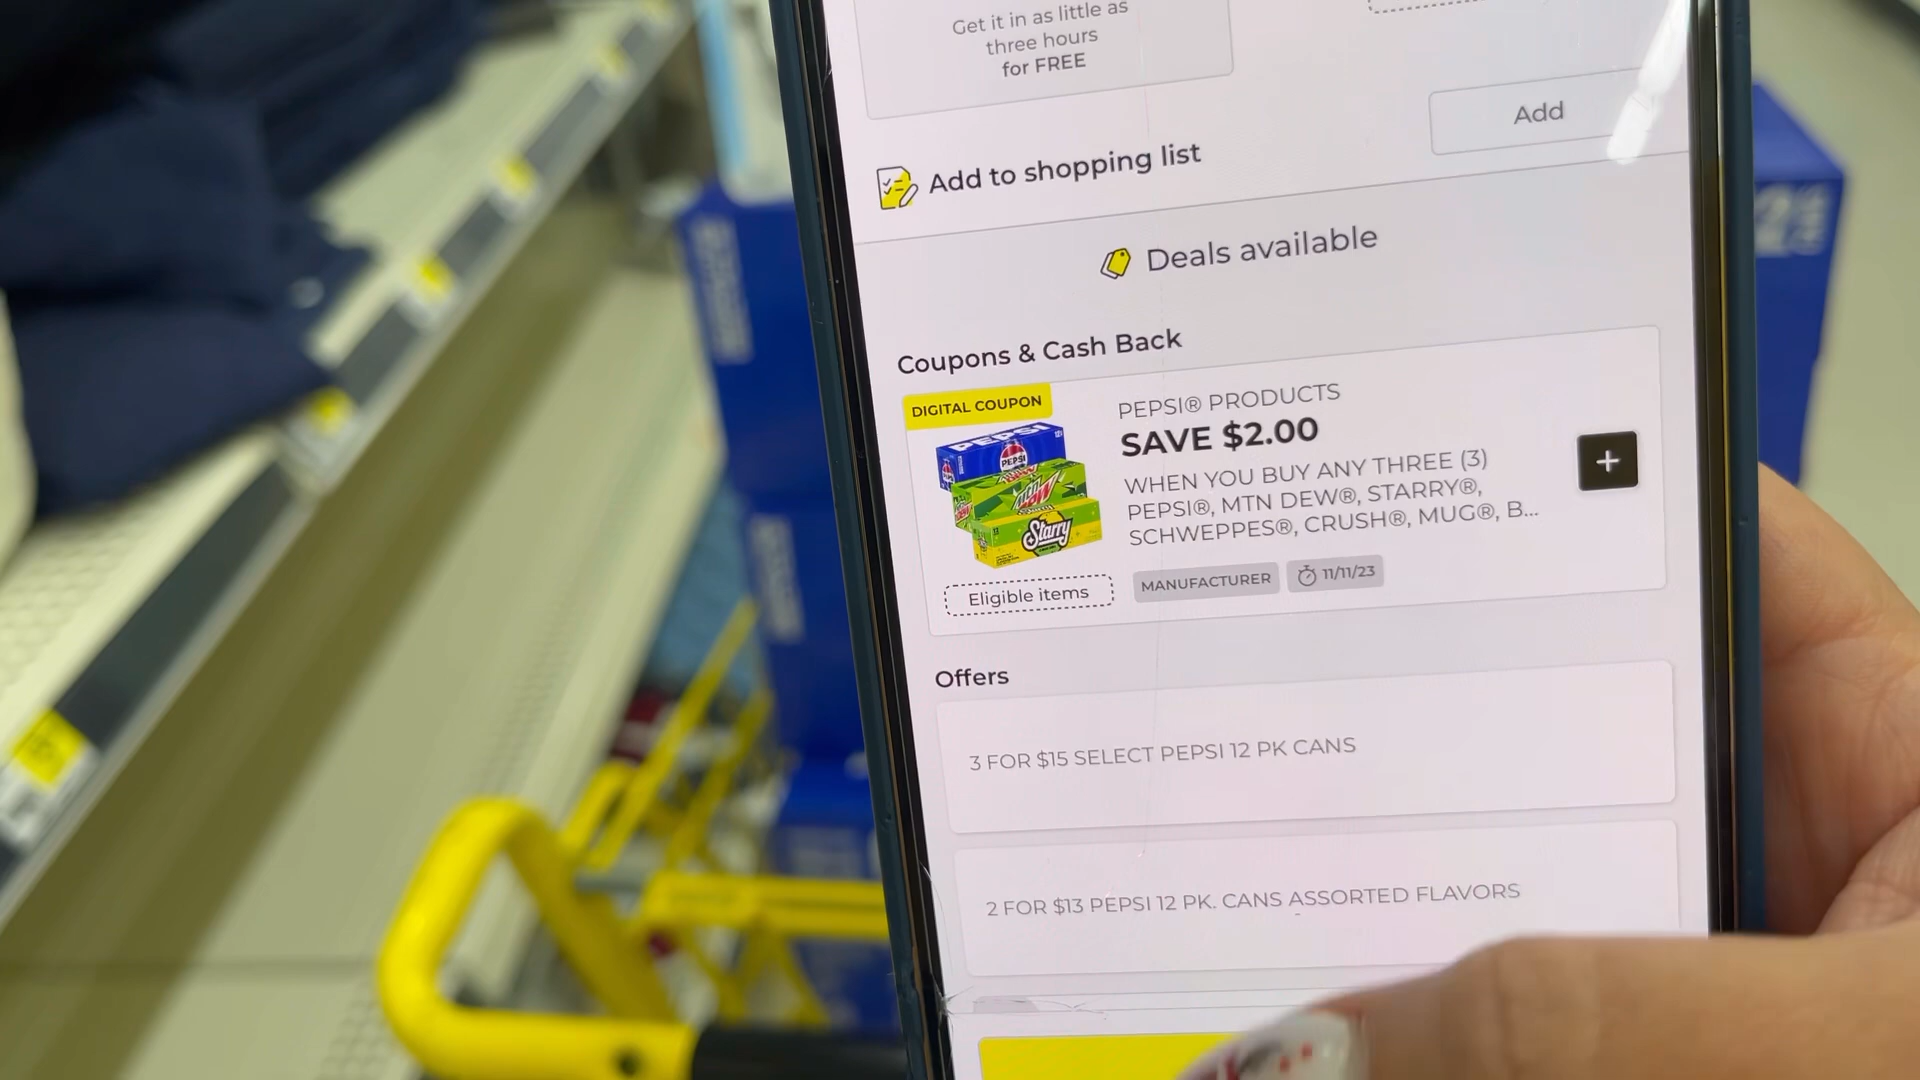 Get it in as little as
three hours
for FREE
Add
Add to shopping list
Deals available
Coupons & Cash Back
DIGITAL COUPON
PEPSI
PEPSI
mtn DEW
Starry
Eligible items
PEPSI® PRODUCTS
SAVE $2.00
WHEN YOU BUY ANY THREE (3)
PEPSI®, MTN DEW®, STARRY®,
SCHWEPPES®, CRUSH®, MUG®, B...
MANUFACTURER
11/11/23
+
Offers
3 FOR $15 SELECT PEPSI 12 PK CANS
2 FOR $13 PEPSI 12 PK. CANS ASSORTED FLAVORS